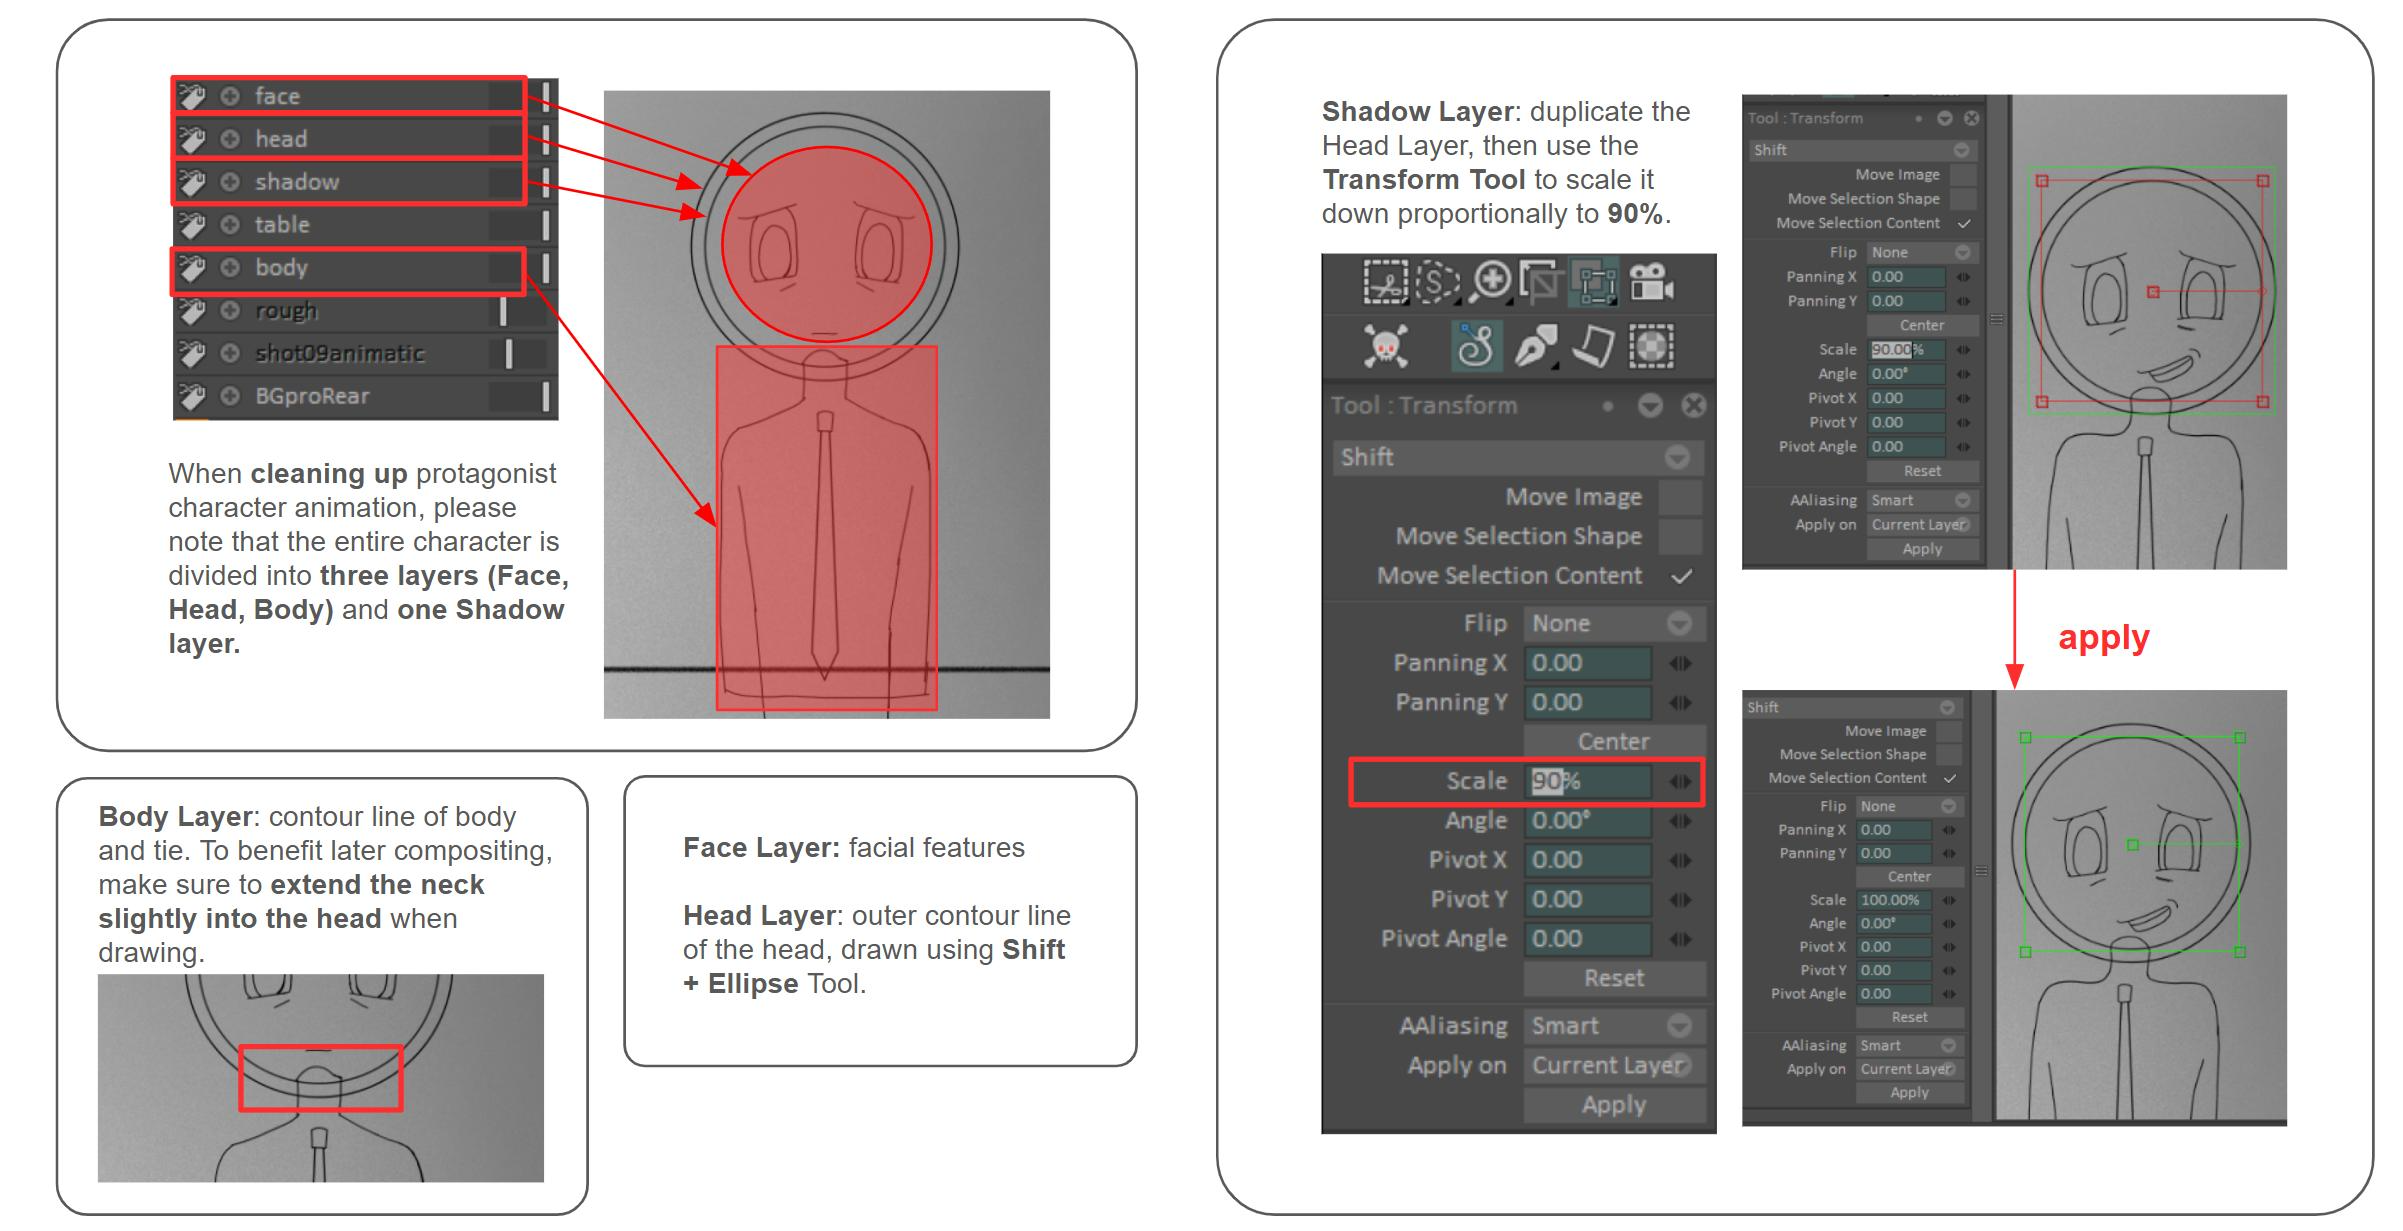 face
head
shadow
table
body
rough
shot09animatic
BGproRear
When cleaning up protagonist
character animation, please
note that the entire character is
divided into three layers (Face,
Head, Body) and one Shadow
layer.
Body Layer: contour line of body
and tie. To benefit later compositing,
make sure to extend the neck
slightly into the head when
drawing.
Face Layer: facial features
Head Layer: outer contour line
of the head, drawn using Shift
+ Ellipse Tool.
Shadow Layer: duplicate the
Head Layer, then use the
Transform Tool to scale it
down proportionally to 90%.
S
Tool : Transform
Shift
Move Image
Move Selection Shape
Move Selection Content
Flip None
Panning X 0.00
Panning Y 0.00
Center
Scale 90%
Angle 0.00°
Pivot X 0.00
Pivot Y 0.00
Pivot Angle 0.00
Reset
AAliasing Smart
Apply on Current Layer
Apply
Tool : Transform
Shift
Move Image
Move Selection Shape
Move Selection Content
Flip None
Panning X 0.00
Panning Y 0.00
Center
Scale 90.00%
Angle 0.00°
Pivot X 0.00
Pivot Y 0.00
Pivot Angle 0.00
Reset
AAliasing Smart
Apply on Current Layer
Apply
apply
Shift
Move Image
Move Selection Shape
Move Selection Content
Flip None
Panning X 0.00
Panning Y 0.00
Center
Scale 100.00%
Angle 0.00°
Pivot X 0.00
Pivot Y 0.00
Pivot Angle 0.00
Reset
AAliasing Smart
Apply on Current Layer
Apply